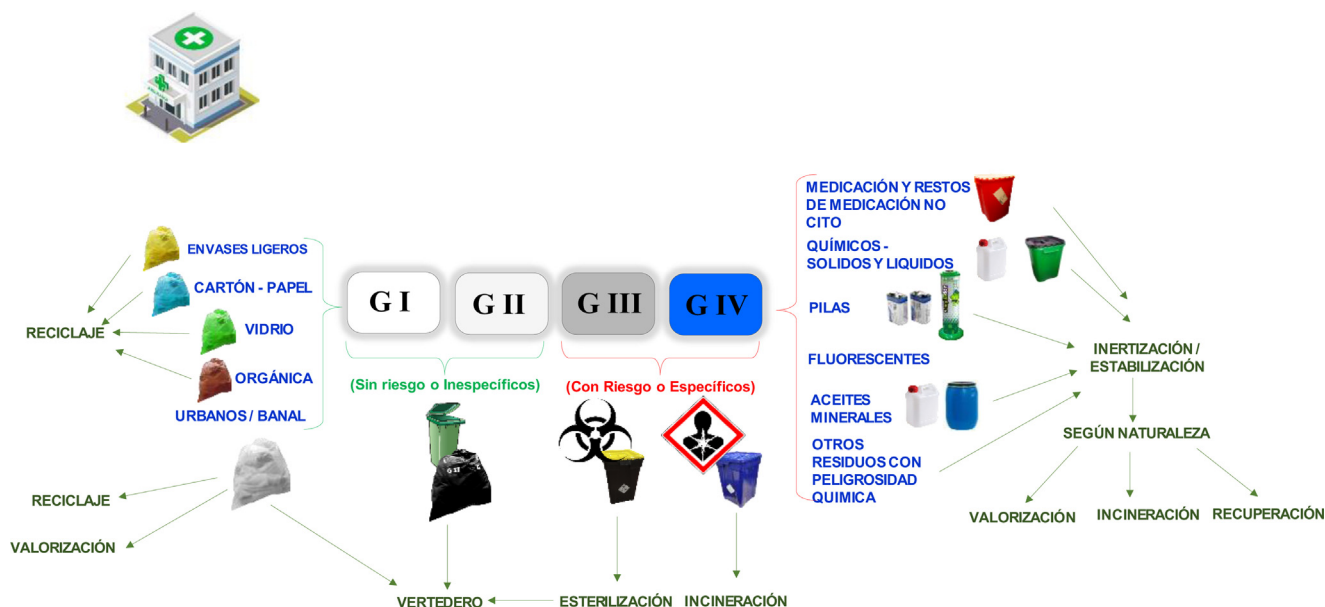 ENVASES LIGEROS
CARTÓN - PAPEL
VIDRIO
ORGÁNICA
URBANOS / BANAL
RECICLAJE
RECICLAJE
VALORIZACIÓN
G I
G II
G III
G IV
(Sin riesgo o Inespecíficos)
(Con Riesgo o Específicos)
G II
VERTEDERO
ESTERILIZACIÓN
INCINERACIÓN
MEDICACIÓN Y RESTOS
DE MEDICACIÓN NO
CITO
QUÍMICOS -
SOLIDOS Y LIQUIDOS
PILAS
FLUORESCENTES
ACEITES
MINERALES
OTROS
RESIDUOS CON
PELIGROSIDAD
QUIMICA
INERTIZACIÓN /
ESTABILIZACIÓN
SEGÚN NATURALEZA
VALORIZACIÓN
INCINERACIÓN
RECUPERACIÓN